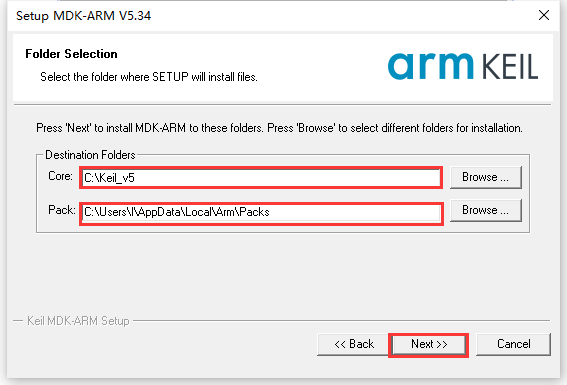 Setup MDK-ARM V5.34
Folder Selection
Select the folder where SETUP will install files.
arm KEIL
Press 'Next' to install MDK-ARM to these folders. Press 'Browse' to select different folders for installation.
Destination Folders
Core: C:\Keil_v5 Browse ...
Pack: C:\Users\l\AppData\Local\Arm\Packs Browse ...
Keil MDK-ARM Setup
<< Back Next >> Cancel